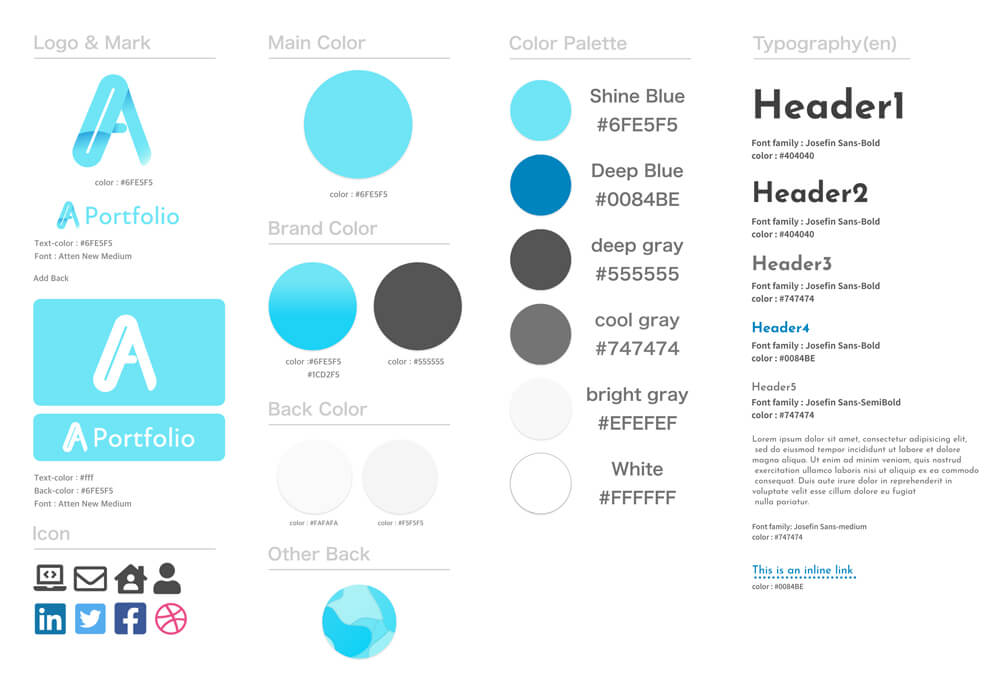 Logo & Mark
color : #6FE5F5
Portfolio
Text-color : #6FE5F5
Font : Atten New Medium
Add Back
Portfolio
Text-color : #fff
Back-color : #6FE5F5
Font : Atten New Medium
Icon
in
Main Color
color : #6FE5F5
Brand Color
color :#6FE5F5
#1CD2F5
color : #555555
Back Color
color : #FAFAFA
color : #F5F5F5
Other Back
Color Palette
Shine Blue
#6FE5F5
Deep Blue
#0084BE
deep gray
#555555
cool gray
#747474
bright gray
#EFEFEF
White
#FFFFFF
Typography(en)
Header1
Font family : Josefin Sans-Bold
color : #404040
Header2
Font family : Josefin Sans-Bold
color : #404040
Header3
Font family : Josefin Sans-Bold
color : #747474
Header4
Font family : Josefin Sans-Bold
color : #0084BE
Header5
Font family : Josefin Sans-SemiBold
color : #747474
Lorem ipsum dolor sit amet, consectetur adipisicing elit,
sed do eiusmod tempor incididunt ut labore et dolore
magna aliqua. Ut enim ad minim veniam, quis nostrud
exercitation ullamco laboris nisi ut aliquip ex ea commodo
consequat. Duis aute irure dolor in reprehenderit in
voluptate velit esse cillum dolore eu fugiat
nulla pariatur.
Font family: Josefin Sans-medium
color : #747474
This is an inline link
color : #0084BE